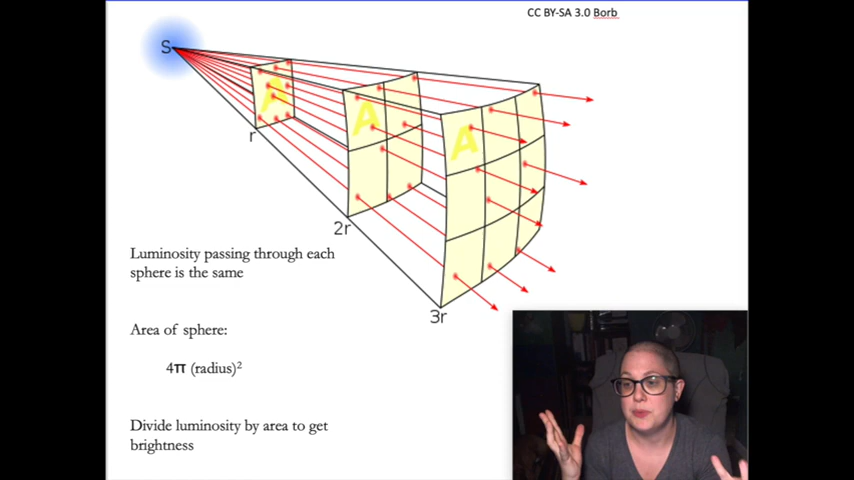 CC BY-SA 3.0 Borb
S
A
A
A
r
2r
3r
Luminosity passing through each
sphere is the same
Area of sphere:
4π (radius)²
Divide luminosity by area to get
brightness